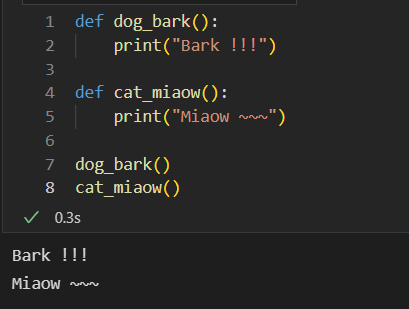 1 def dog_bark():
2     print("Bark !!!")
3
4 def cat_miaow():
5     print("Miaow ~~~")
6
7 dog_bark()
8 cat_miaow()
0.3s
Bark !!!
Miaow ~~~